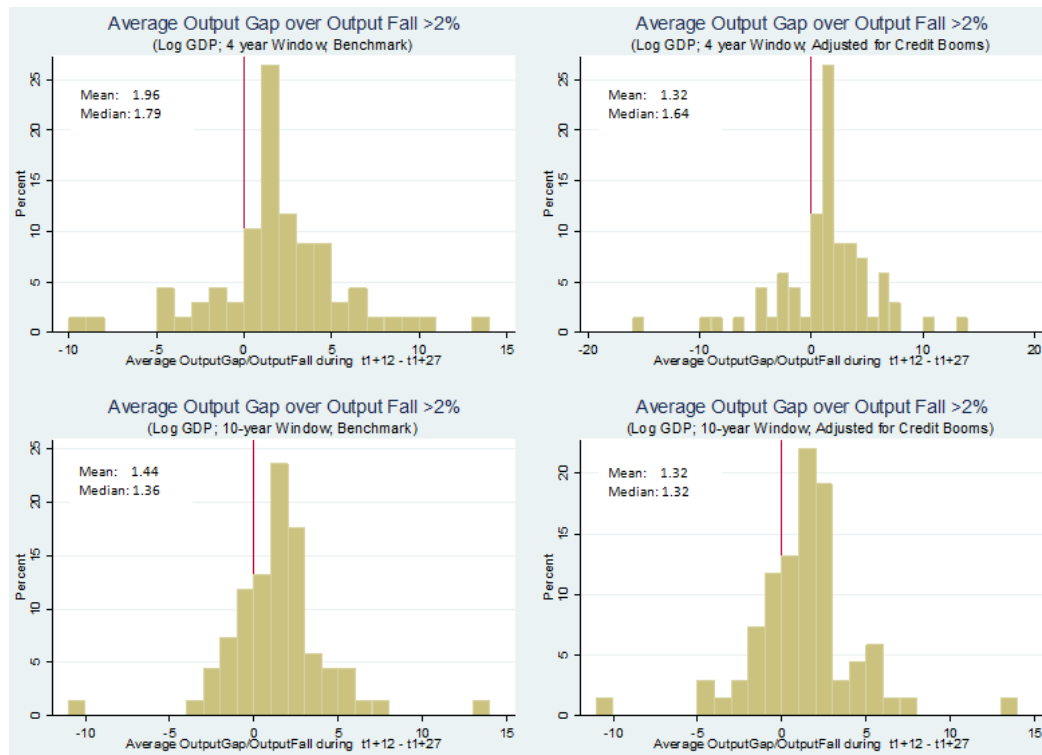 Average Output Gap over Output Fall >2%
(Log GDP; 4 year Window; Benchmark)
Mean: 1.96
Median: 1.79
25
20
15
10
5
0
Percent
-10
-5
0
5
10
15
Average OutputGap/OutputFall during t1+12 - t1+27
Average Output Gap over Output Fall >2%
(Log GDP; 4 year Window, Adjusted for Credit Booms)
Mean: 1.32
Median: 1.64
25
20
15
10
5
0
Percent
-20
-10
0
10
20
Average OutputGap/OutputFall during t1+12 - t1+27
Average Output Gap over Output Fall >2%
(Log GDP; 10-year Window; Benchmark)
Mean: 1.44
Median: 1.36
25
20
15
10
5
0
Percent
-10
-5
0
5
10
15
Average OutputGap/OutputFall during t1+12 - t1+27
Average Output Gap over Output Fall >2%
(Log GDP; 10-year Window; Adjusted for Credit Booms)
Mean: 1.32
Median: 1.32
20
15
10
5
0
Percent
-10
-5
0
5
10
15
Average OutputGap/OutputFall during t1+12 - t1+27